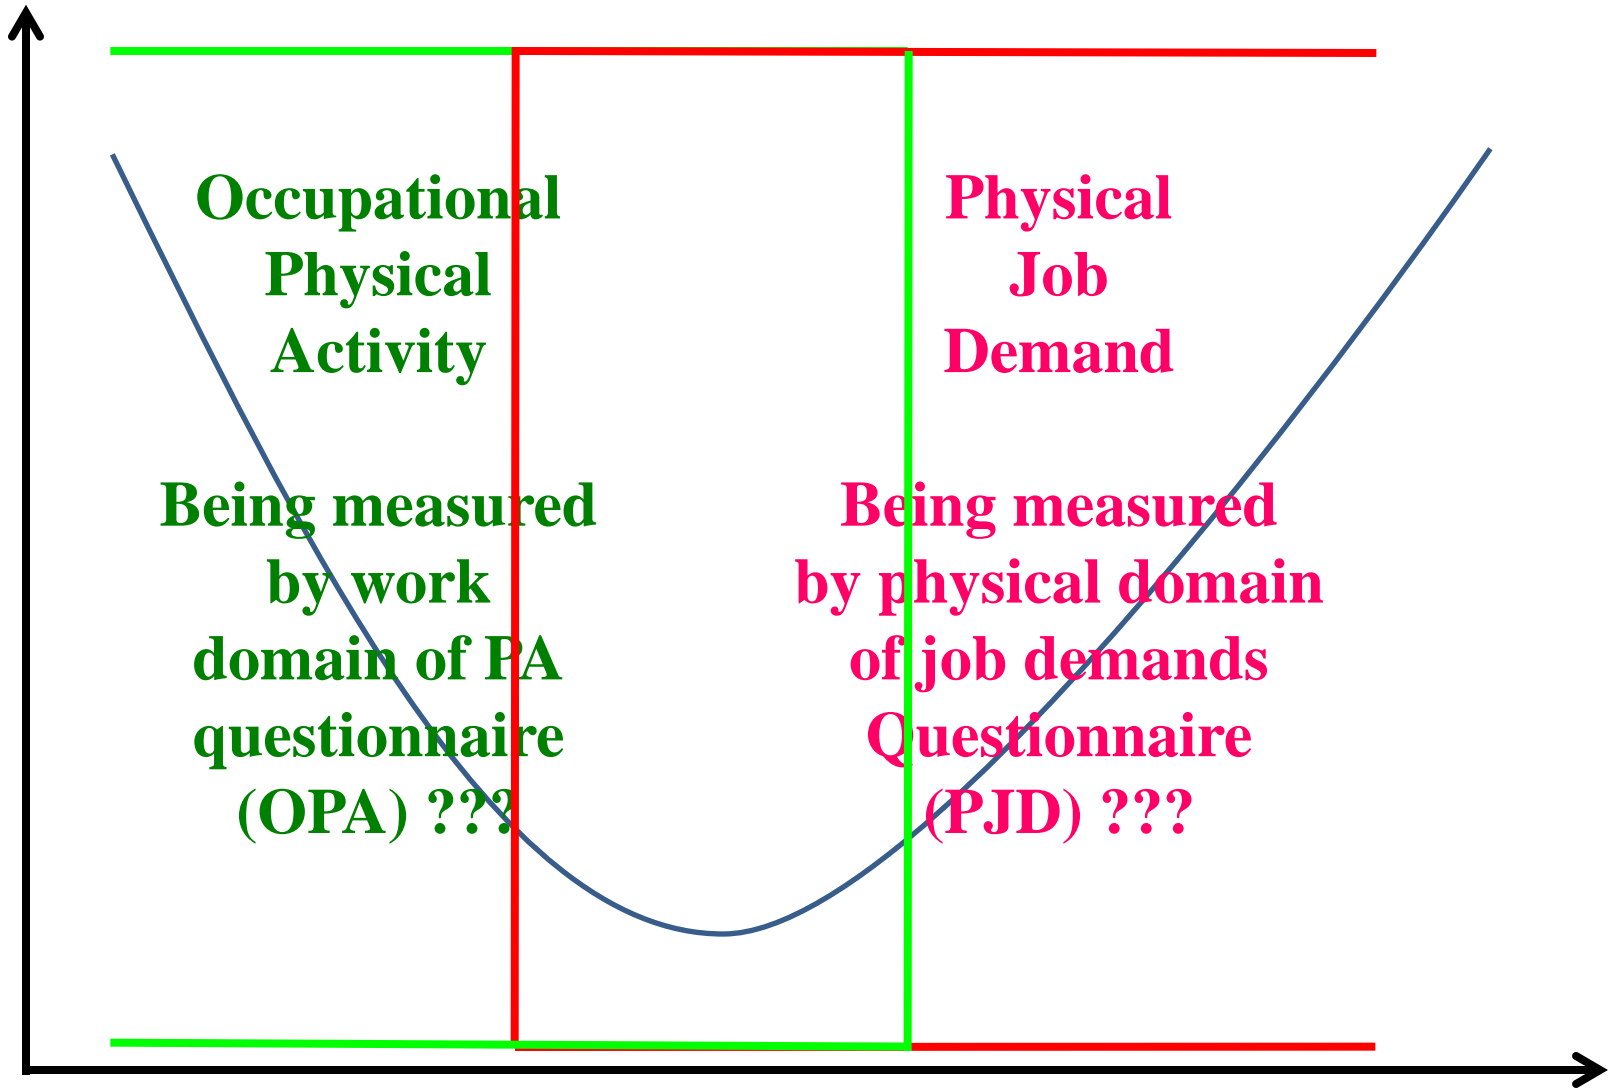 Occupational
Physical
Activity
Being measured
by work
domain of PA
questionnaire
(OPA) ???
Physical
Job
Demand
Being measured
by physical domain
of job demands
Questionnaire
(PJD) ???